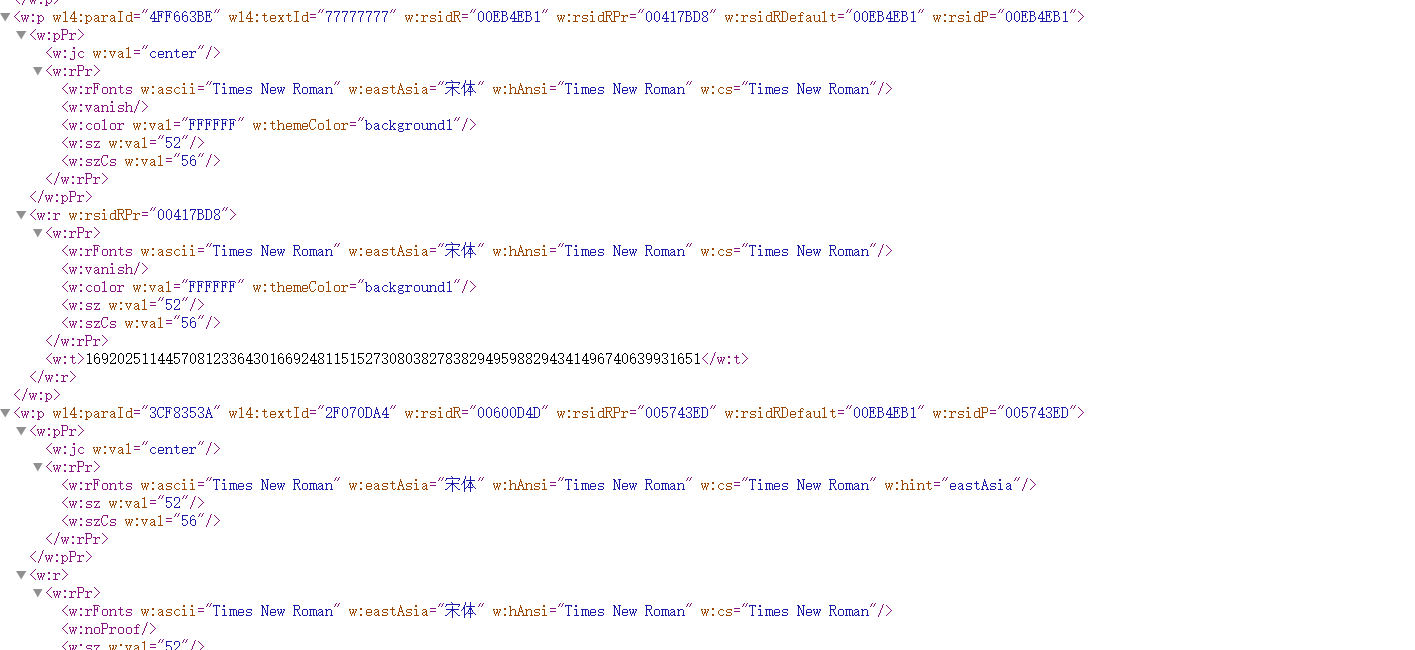 </w:p>
<w:p w14:paraId="4FF663BE" w14:textId="77777777" w:rsidR="00EB4EB1" w:rsidRPr="00417BD8" w:rsidRDefault="00EB4EB1" w:rsidP="00EB4EB1">
<w:pPr>
<w:jc w:val="center"/>
<w:rPr>
<w:rFonts w:ascii="Times New Roman" w:eastAsia="宋体" w:hAnsi="Times New Roman" w:cs="Times New Roman"/>
<w:vanish/>
<w:color w:val="FFFFFF" w:themeColor="background1"/>
<w:sz w:val="52"/>
<w:szCs w:val="56"/>
</w:rPr>
</w:pPr>
<w:r w:rsidRPr="00417BD8">
<w:rPr>
<w:rFonts w:ascii="Times New Roman" w:eastAsia="宋体" w:hAnsi="Times New Roman" w:cs="Times New Roman"/>
<w:vanish/>
<w:color w:val="FFFFFF" w:themeColor="background1"/>
<w:sz w:val="52"/>
<w:szCs w:val="56"/>
</w:rPr>
<w:t>16920251144570812336430166924811515273080382783829495988294341496740639931651</w:t>
</w:r>
</w:p>
<w:p w14:paraId="3CF8353A" w14:textId="2F070DA4" w:rsidR="00600D4D" w:rsidRPr="005743ED" w:rsidRDefault="00EB4EB1" w:rsidP="005743ED">
<w:pPr>
<w:jc w:val="center"/>
<w:rPr>
<w:rFonts w:ascii="Times New Roman" w:eastAsia="宋体" w:hAnsi="Times New Roman" w:cs="Times New Roman" w:hint="eastAsia"/>
<w:sz w:val="52"/>
<w:szCs w:val="56"/>
</w:rPr>
</w:pPr>
<w:r>
<w:rPr>
<w:rFonts w:ascii="Times New Roman" w:eastAsia="宋体" w:hAnsi="Times New Roman" w:cs="Times New Roman"/>
<w:noProof/>
<w:sz w:val="52"/>